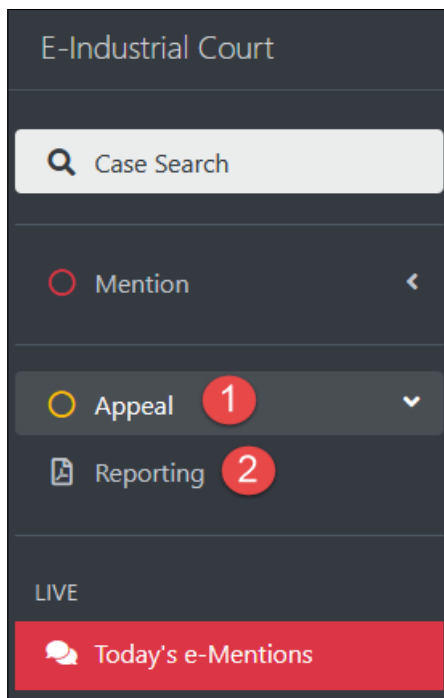 E-Industrial Court
Case Search
Mention
Appeal 1
Reporting 2
LIVE
Today's e-Mentions